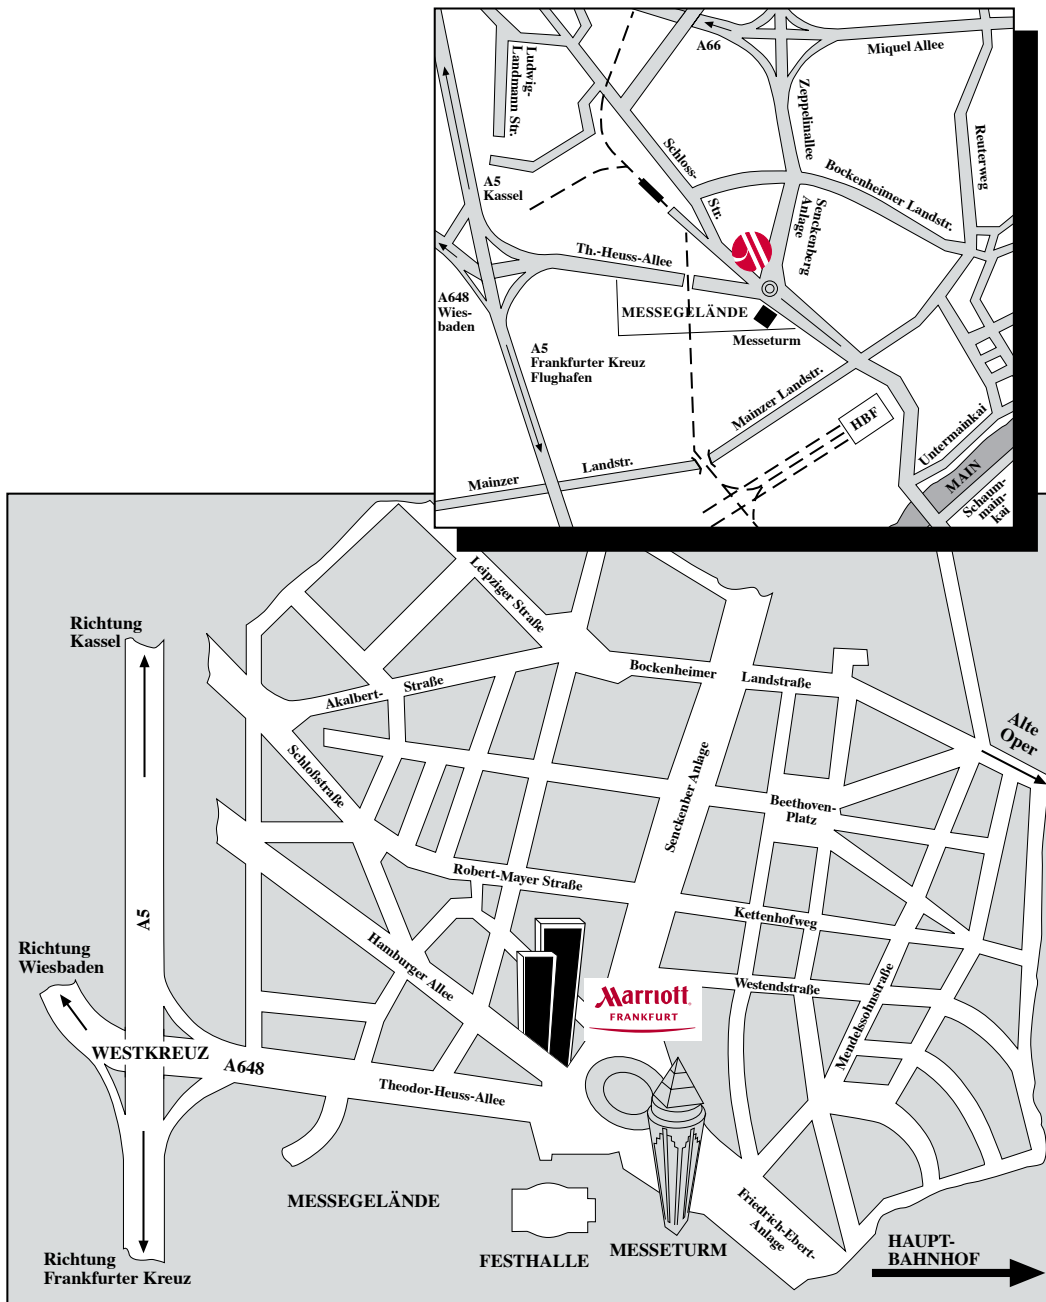 A66
Miquel Allee
Ludwig-
Landmann Str.
Zeppelinallee
Reuterweg
Schloss-
Str.
Bockenheimer Landstr.
A5
Kassel
Senckenberg
Anlage
Th.-Heuss-Allee
A648
Wies-
baden
MESSEGELÄNDE
Messeturm
A5
Frankfurter Kreuz
Flughafen
Mainzer Landstr.
HBF
Untermainkai
Mainzer
Landstr.
MAIN
Schaum-
main-
kai
Leipziger Straße
Richtung
Kassel
Bockenheimer
Landstraße
Akalbert-
Straße
Alte
Oper
Schloßstraße
Senckenber Anlage
Beethoven-
Platz
Robert-Mayer Straße
Kettenhofweg
A5
Richtung
Wiesbaden
Hamburger Allee
Marriott
FRANKFURT
Westendstraße
Mendelssohnstraße
WESTKREUZ
A648
Theodor-Heuss-Allee
MESSEGELÄNDE
FESTHALLE
MESSETURM
Friedrich-Ebert-
Anlage
HAUPT-
BAHNHOF
Richtung
Frankfurter Kreuz